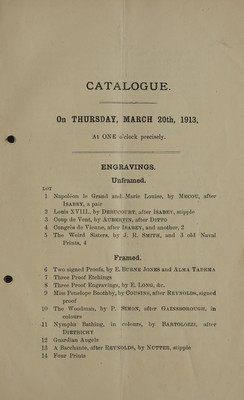 CATALOGUE.
On THURSDAY, MARCH 20th, 1913,
At ONE o'clock precisely.
ENGRAVINGS.
Unframed.
LOT
1 Napoleon le Grand and Marie Louise, by MECOU, after
ISABEY, a pair
2 Louis XVIII., by DEBUCOURT, after ISABEY, stipple
3 Coup de Vent, by AUBERTIN, after DITTO
4 Congrés de Vienne, after ISABEY, and another, 2
5 The Weird Sisters, by J. R. SMITH, and 3 old Naval
Prints, 4
Framed.
6 Two signed Proofs, by E. BURNE JONES and ALMA TADEMA
7 Three Proof Etchings
8 Three Proof Engravings, by E. LONG, &c.
9 Miss Penelope Boothby, by COUSINS, after REYNOLDS, signed
proof
10 The Woodman, by P. SIMON, after GAINSBOROUGH, in
colours
11 Nymphs Bathing, in colours, by BARTOLOZZI, after
DIETRICHY
12 Guardian Angels
13 A Bacchante, after REYNOLDS, by NUTTER, stipple
14 Four Prints